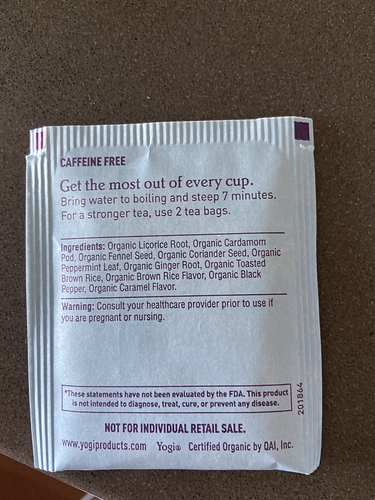 CAFFEINE FREE
Get the most out of every cup.
Bring water to boiling and steep 7 minutes.
For a stronger tea, use 2 tea bags.
Ingredients: Organic Licorice Root, Organic Cardamom
Pod, Organic Fennel Seed, Organic Coriander Seed, Organic
Peppermint Leaf, Organic Ginger Root, Organic Toasted
Brown Rice, Organic Brown Rice Flavor, Organic Black
Pepper, Organic Caramel Flavor.
Warning: Consult your healthcare provider prior to use if
you are pregnant or nursing.
*These statements have not been evaluated by the FDA. This product
is not intended to diagnose, treat, cure, or prevent any disease.
201864
NOT FOR INDIVIDUAL RETAIL SALE.
www.yogiproducts.com Yogi® Certified Organic by QAI, Inc.